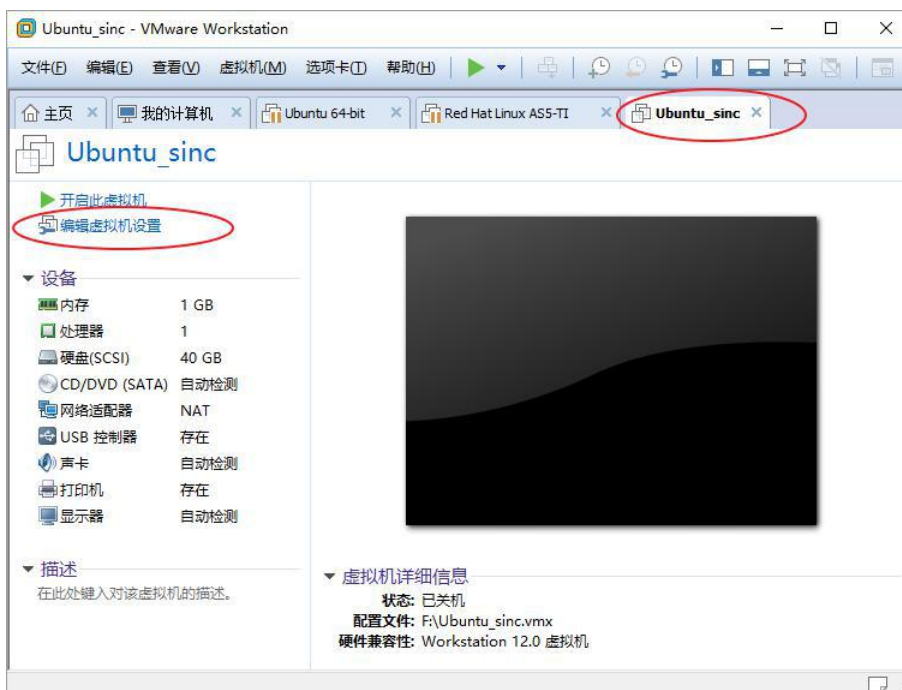 Ubuntu_sinc - VMware Workstation
文件(F) 编辑(E) 查看(V) 虚拟机(M) 选项卡(T) 帮助(H)
主页 我的计算机 Ubuntu 64-bit Red Hat Linux AS5-TI Ubuntu_sinc
Ubuntu_sinc
开启此虚拟机
编辑虚拟机设置
设备
内存 1 GB
处理器 1
硬盘(SCSI) 40 GB
CD/DVD (SATA) 自动检测
网络适配器 NAT
USB 控制器 存在
声卡 自动检测
打印机 存在
显示器 自动检测
描述
在此处键入对该虚拟机的描述。
虚拟机详细信息
状态: 已关机
配置文件: F:\Ubuntu_sinc.vmx
硬件兼容性: Workstation 12.0 虚拟机